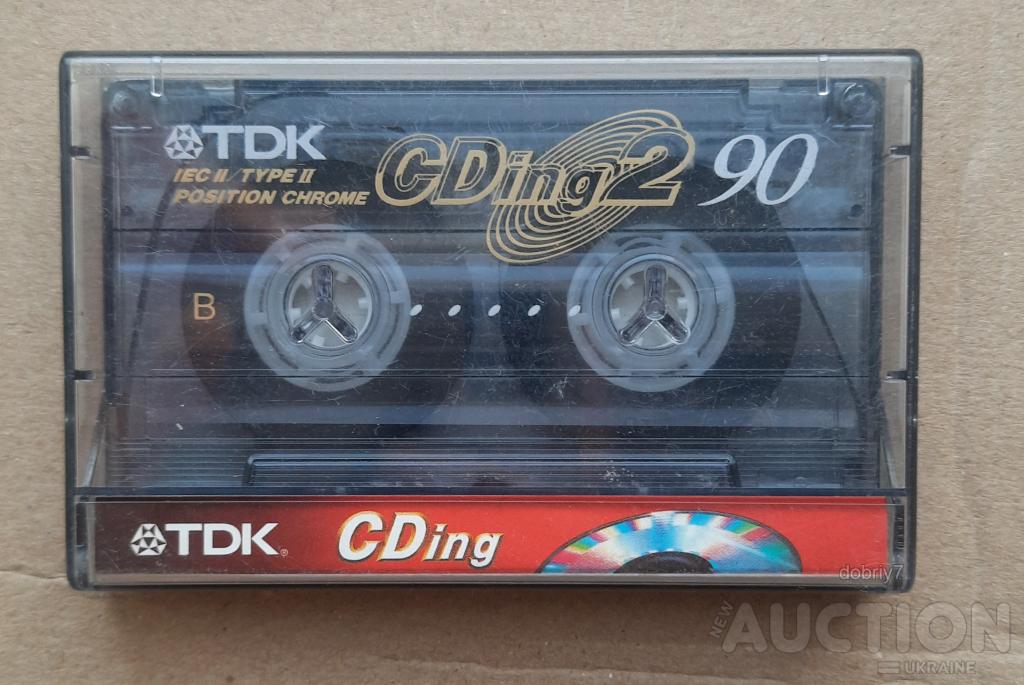 TDK CDing2 90
IEC II / TYPE II
POSITION CHROME
B
TDK® CDing
dobriy7
NEW AUCTION
UKRAINE